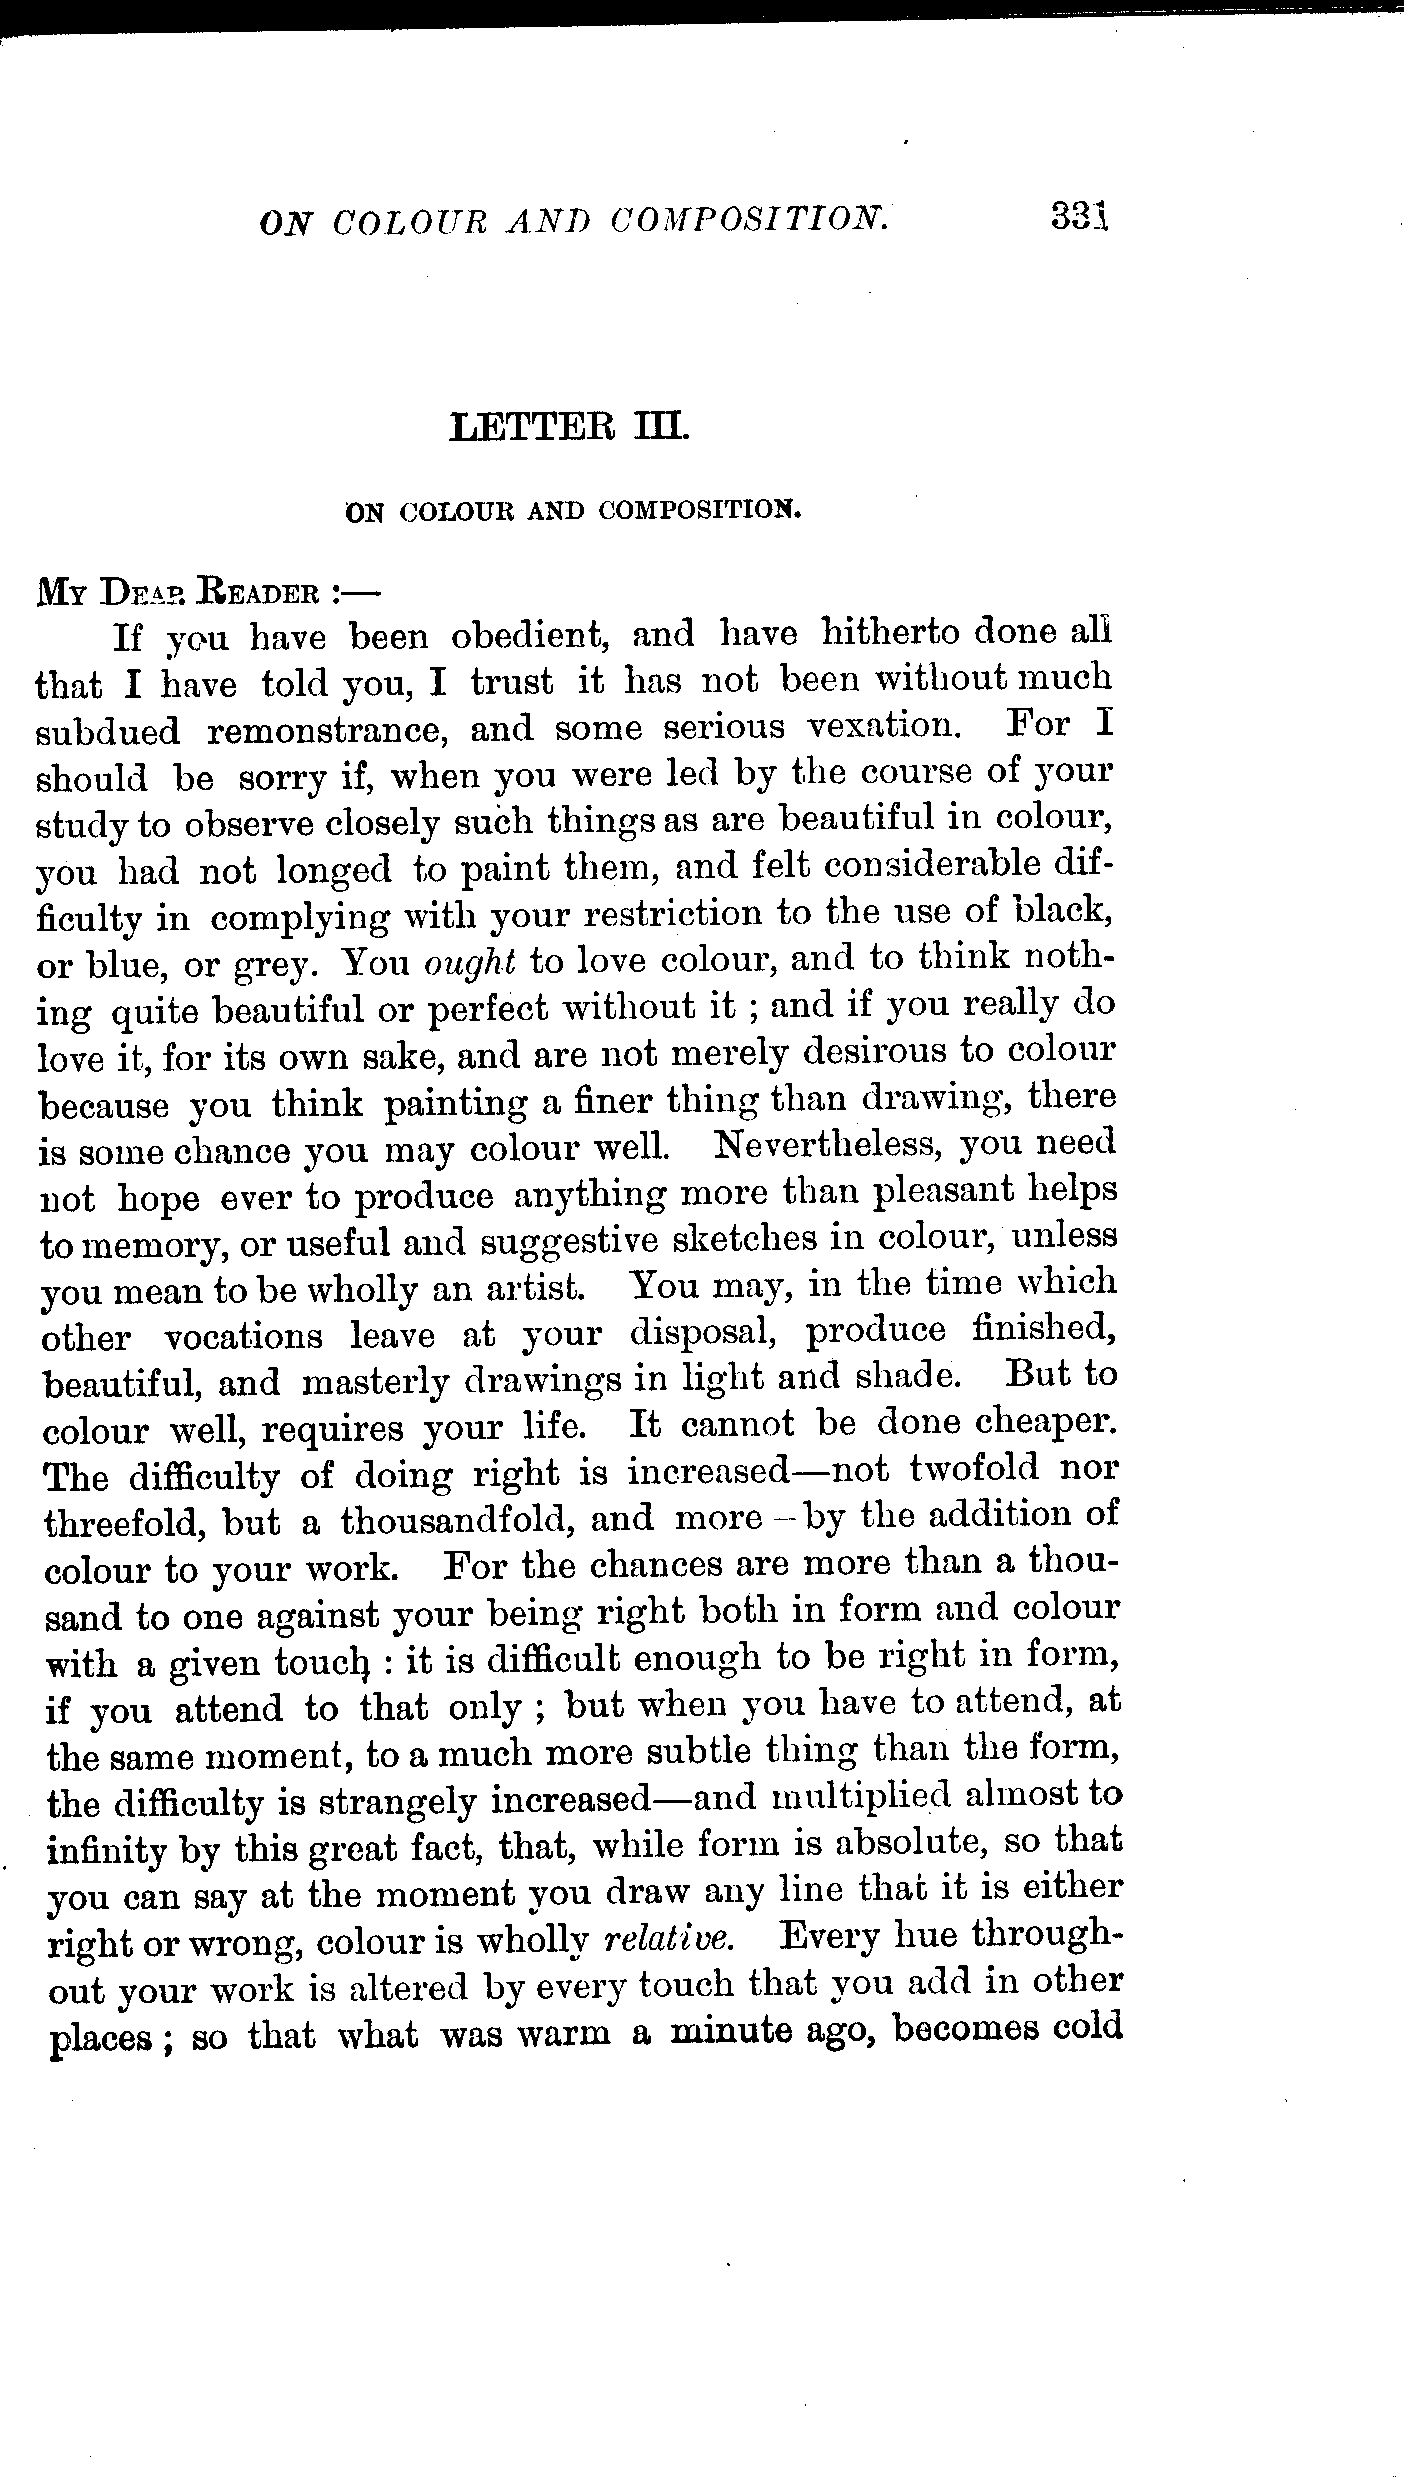 ON COLOUR AND COMPOSITION. 331
LETTER III.
ON COLOUR AND COMPOSITION.
MY DEAR READER :—
If you have been obedient, and have hitherto done all
that I have told you, I trust it has not been without much
subdued remonstrance, and some serious vexation. For I
should be sorry if, when you were led by the course of your
study to observe closely such things as are beautiful in colour,
you had not longed to paint them, and felt considerable dif-
ficulty in complying with your restriction to the use of black,
or blue, or grey. You ought to love colour, and to think noth-
ing quite beautiful or perfect without it ; and if you really do
love it, for its own sake, and are not merely desirous to colour
because you think painting a finer thing than drawing, there
is some chance you may colour well. Nevertheless, you need
not hope ever to produce anything more than pleasant helps
to memory, or useful and suggestive sketches in colour, unless
you mean to be wholly an artist. You may, in the time which
other vocations leave at your disposal, produce finished,
beautiful, and masterly drawings in light and shade. But to
colour well, requires your life. It cannot be done cheaper.
The difficulty of doing right is increased—not twofold nor
threefold, but a thousandfold, and more – by the addition of
colour to your work. For the chances are more than a thou-
sand to one against your being right both in form and colour
with a given touch : it is difficult enough to be right in form,
if you attend to that only ; but when you have to attend, at
the same moment, to a much more subtle thing than the form,
the difficulty is strangely increased—and multiplied almost to
infinity by this great fact, that, while form is absolute, so that
you can say at the moment you draw any line that it is either
right or wrong, colour is wholly relative. Every hue through-
out your work is altered by every touch that you add in other
places ; so that what was warm a minute ago, becomes cold